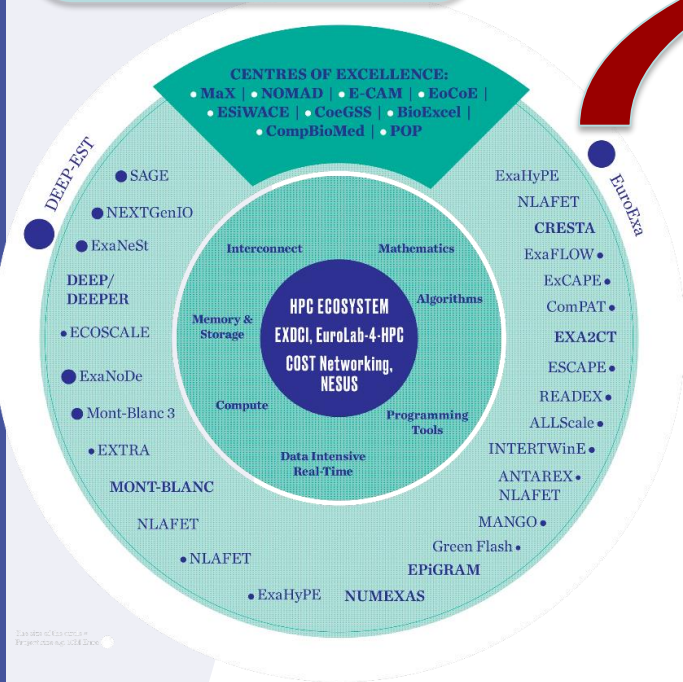 CENTRES OF EXCELLENCE:
• MaX | • NOMAD | • E-CAM | • EoCoE |
• ESiWACE | • CoeGSS | • BioExcel |
• CompBioMed | • POP
DEEP-EST
EuroExa
• SAGE
• NEXTGenIO
• ExaNeSt
DEEP/
DEEPER
• ECOSCALE
• ExaNoDe
• Mont-Blanc 3
• EXTRA
MONT-BLANC
NLAFET
• NLAFET
• ExaHyPE
NUMEXAS
Interconnect
Mathematics
Memory &
Storage
Algorithms
Compute
Programming
Tools
Data Intensive
Real-Time
HPC ECOSYSTEM
EXDCI, EuroLab-4-HPC
COST Networking,
NESUS
ExaHyPE
NLAFET
CRESTA
ExaFLOW •
ExCAPE •
ComPAT •
EXA2CT
ESCAPE •
READEX •
ALLScale •
INTERTWinE •
ANTAREX •
NLAFET
MANGO •
Green Flash •
EPiGRAM